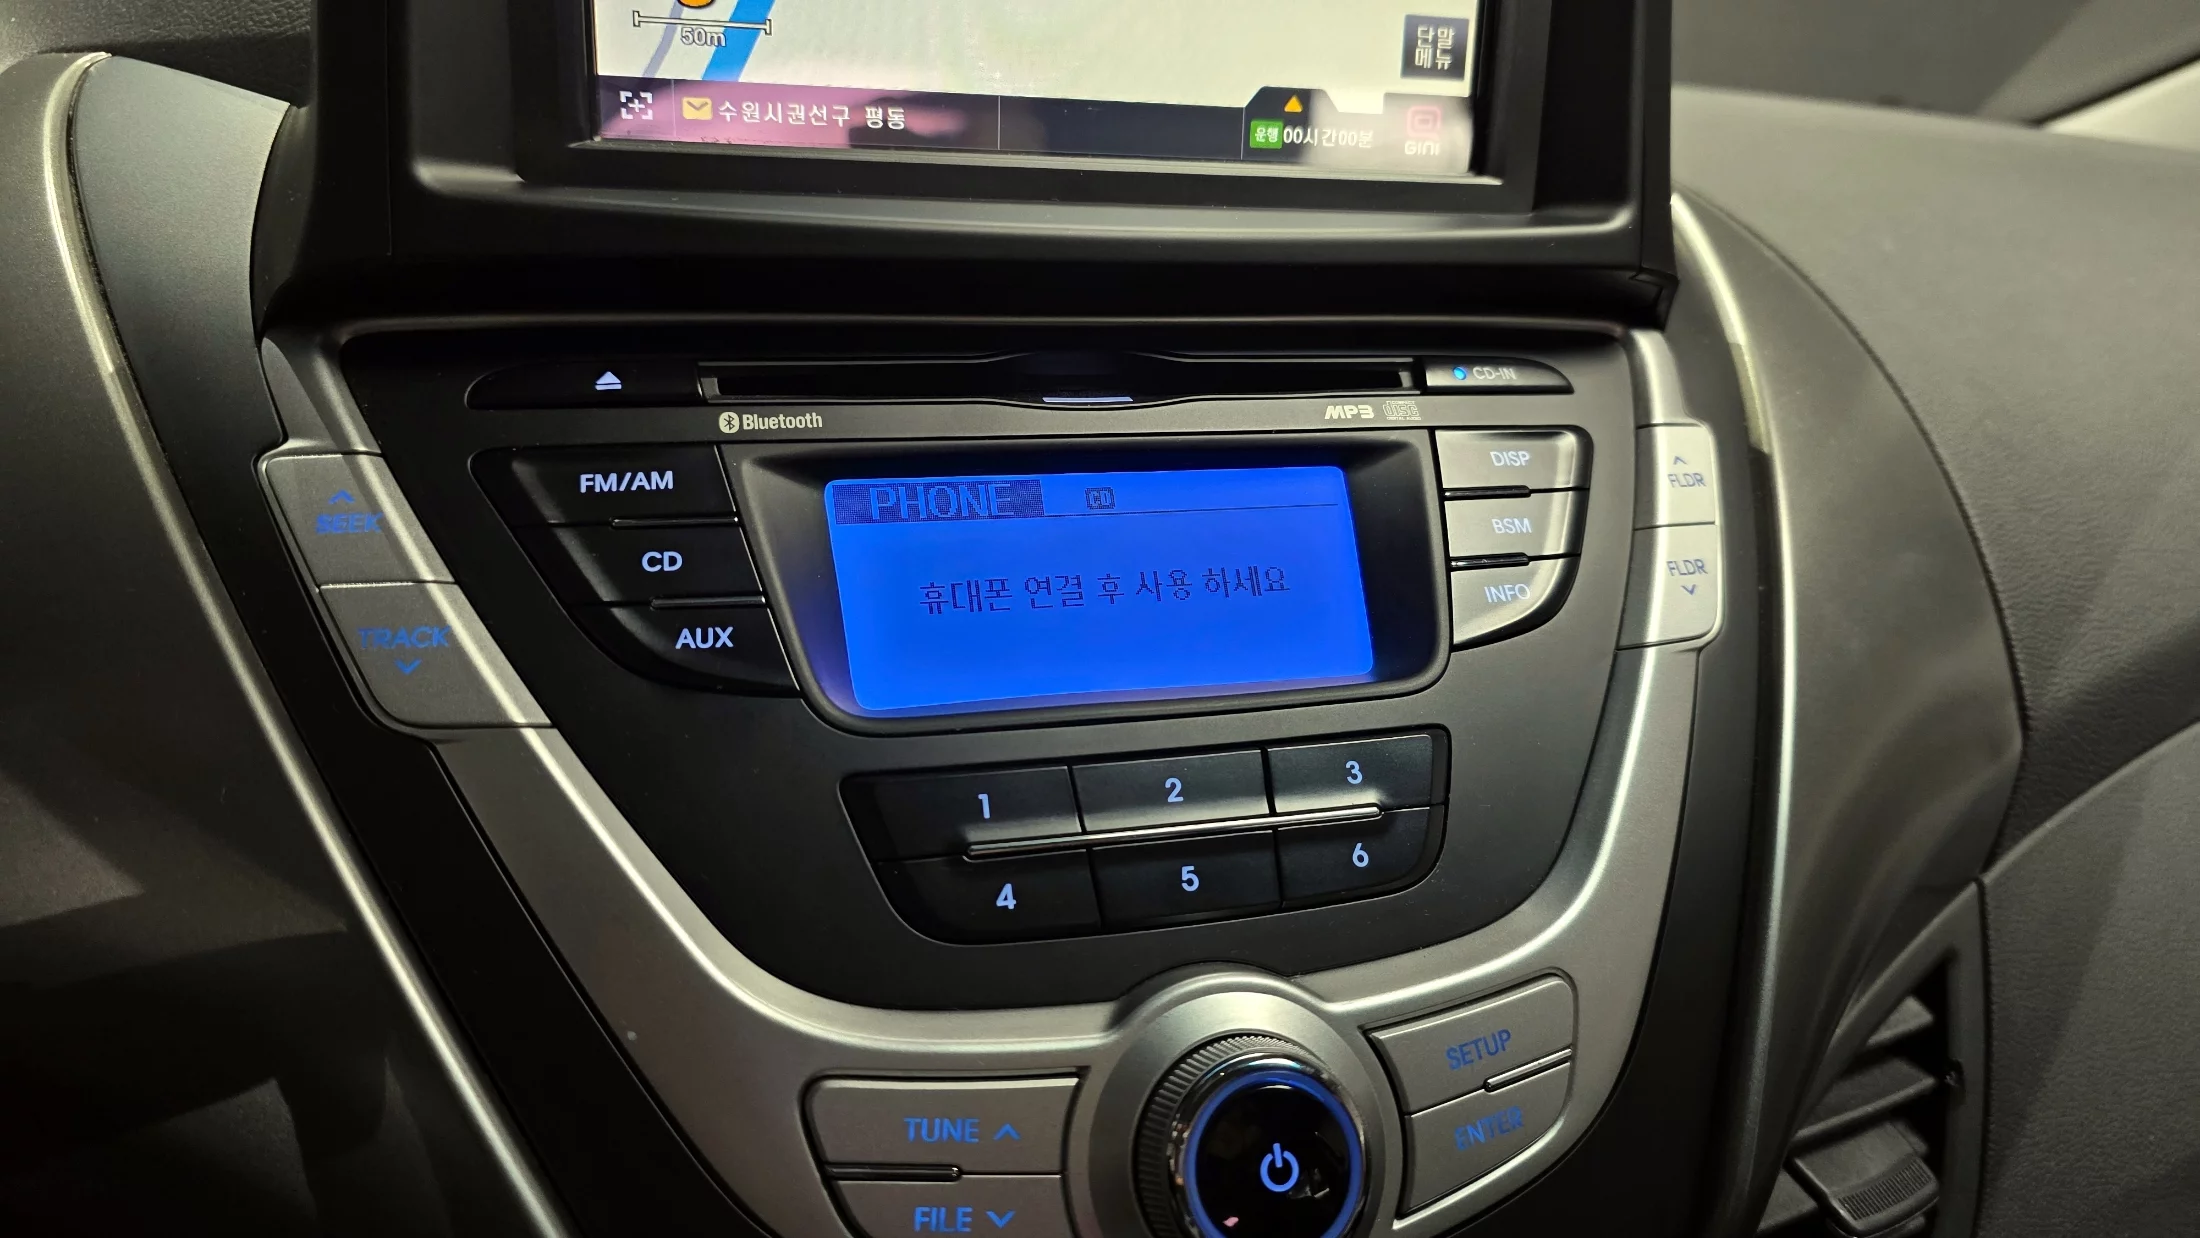 50m
단말
메뉴
수원시권선구 평동
운행 00시간00분
GINI
CD-IN
Bluetooth
MP3 disc
FM/AM
CD
AUX
PHONE CD
휴대폰 연결 후 사용 하세요
DISP
BSM
INFO
SEEK
TRACK
FLDR
FLDR
1 2 3
4 5 6
TUNE
FILE
SETUP
ENTER